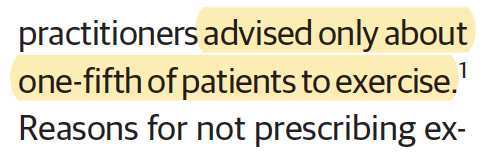 practitioners advised only about
one-fifth of patients to exercise.¹
Reasons for not prescribing ex-